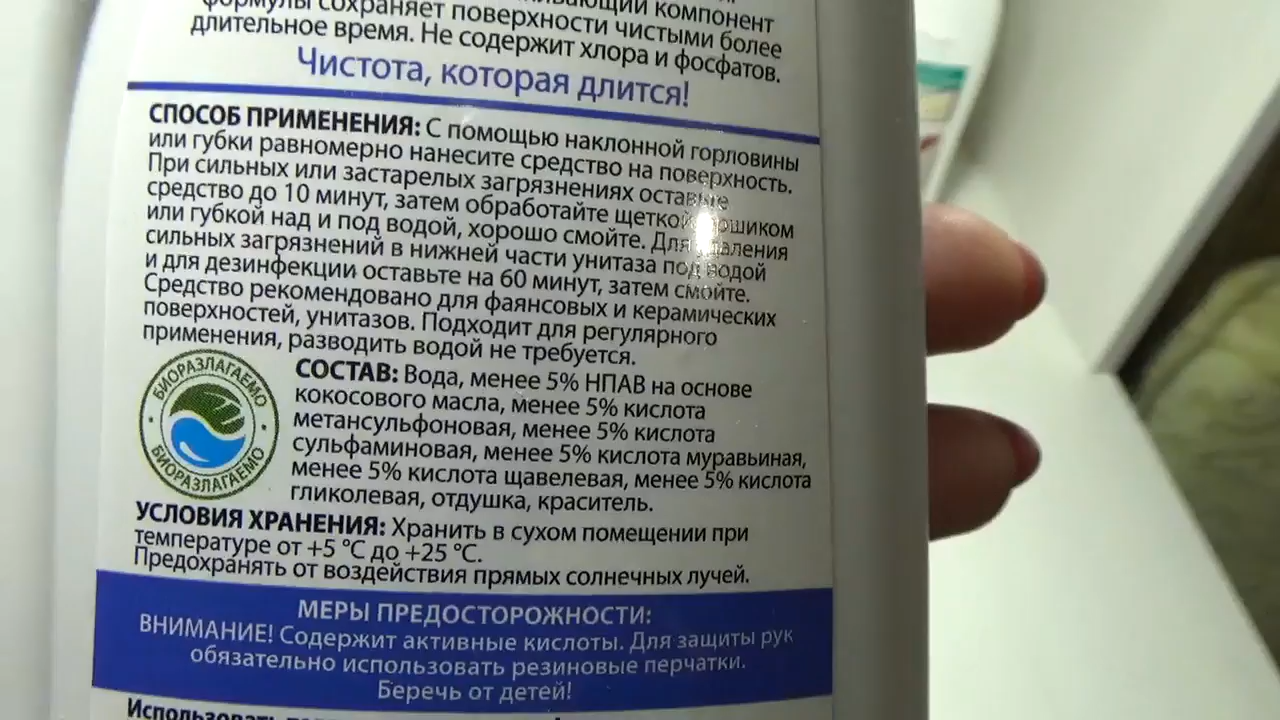 компонент
формулы сохраняет поверхности чистыми более
длительное время. Не содержит хлора и фосфатов.
Чистота, которая длится!
СПОСОБ ПРИМЕНЕНИЯ: С помощью наклонной горловины
или губки равномерно нанесите средство на поверхность.
При сильных или застарелых загрязнениях оставьте
средство до 10 минут, затем обработайте щеткой,
или губкой над и под водой, хорошо смойте. Для
сильных загрязнений в нижней части унитаза под водой
и для дезинфекции оставьте на 60 минут, затем смойте.
Средство рекомендовано для фаянсовых и керамических
поверхностей, унитазов. Подходит для регулярного
применения, разводить водой не требуется.
БИОРАЗЛАГАЕМО
БИОРАЗЛАГАЕМО
СОСТАВ: Вода, менее 5% НПАВ на основе
кокосового масла, менее 5% кислота
метансульфоновая, менее 5% кислота
сульфаминовая, менее 5% кислота муравьиная,
менее 5% кислота щавелевая, менее 5% кислота
гликолевая, отдушка, краситель.
УСЛОВИЯ ХРАНЕНИЯ: Хранить в сухом помещении при
температуре от +5 °C до +25 °C.
Предохранять от воздействия прямых солнечных лучей.
МЕРЫ ПРЕДОСТОРОЖНОСТИ:
ВНИМАНИЕ! Содержит активные кислоты. Для защиты рук
обязательно использовать резиновые перчатки.
Беречь от детей!
Использовать